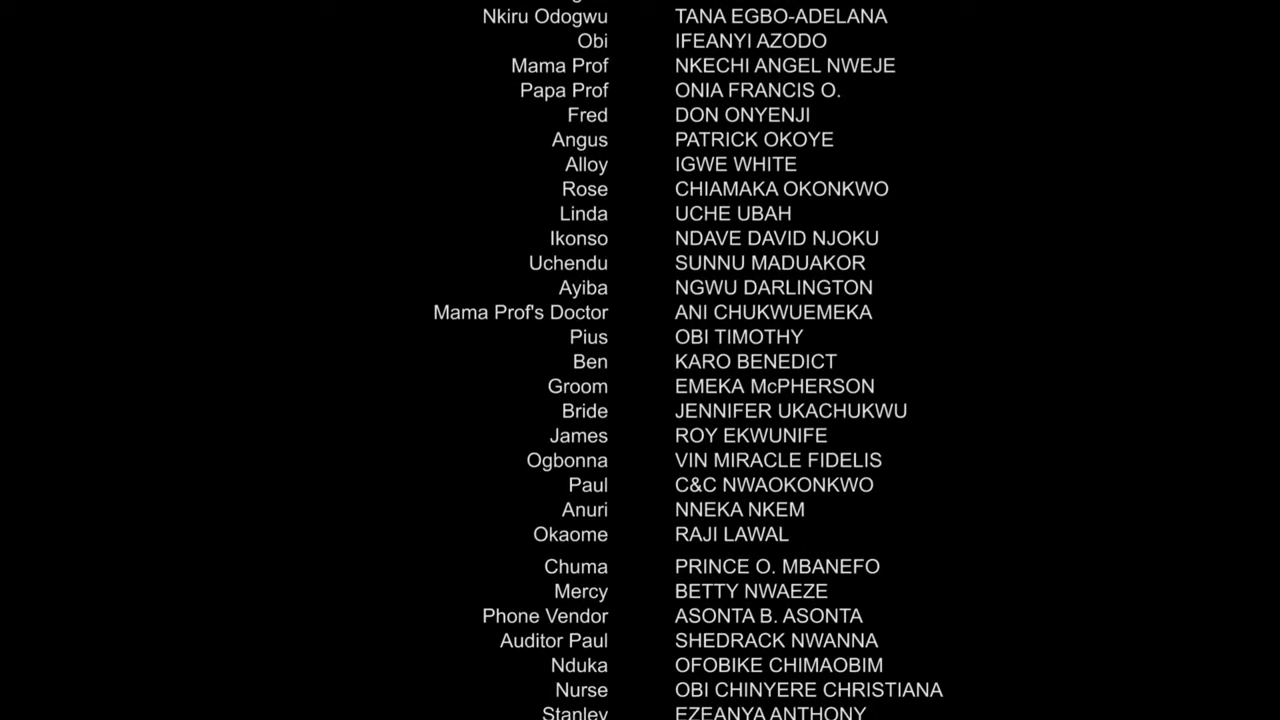 Nkiru Odogwu TANA EGBO-ADELANA
Obi IFEANYI AZODO
Mama Prof NKECHI ANGEL NWEJE
Papa Prof ONIA FRANCIS O.
Fred DON ONYENJI
Angus PATRICK OKOYE
Alloy IGWE WHITE
Rose CHIAMAKA OKONKWO
Linda UCHE UBAH
Ikonso NDAVE DAVID NJOKU
Uchendu SUNNU MADUAKOR
Ayiba NGWU DARLINGTON
Mama Prof's Doctor ANI CHUKWUEMEKA
Pius OBI TIMOTHY
Ben KARO BENEDICT
Groom EMEKA McPHERSON
Bride JENNIFER UKACHUKWU
James ROY EKWUNIFE
Ogbonna VIN MIRACLE FIDELIS
Paul C&C NWAOKONKWO
Anuri NNEKA NKEM
Okaome RAJI LAWAL
Chuma PRINCE O. MBANEFO
Mercy BETTY NWAEZE
Phone Vendor ASONTA B. ASONTA
Auditor Paul SHEDRACK NWANNA
Nduka OFOBIKE CHIMAOBIM
Nurse OBI CHINYERE CHRISTIANA
Stanley EZEANYA ANTHONY